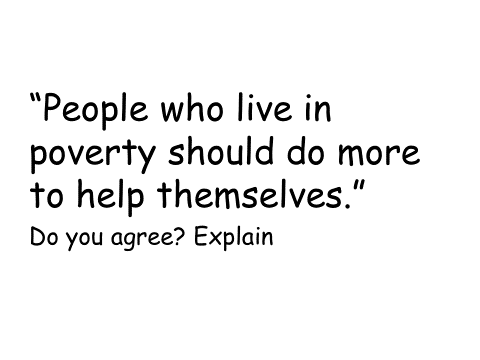 “People who live in
poverty should do more
to help themselves.”
Do you agree? Explain